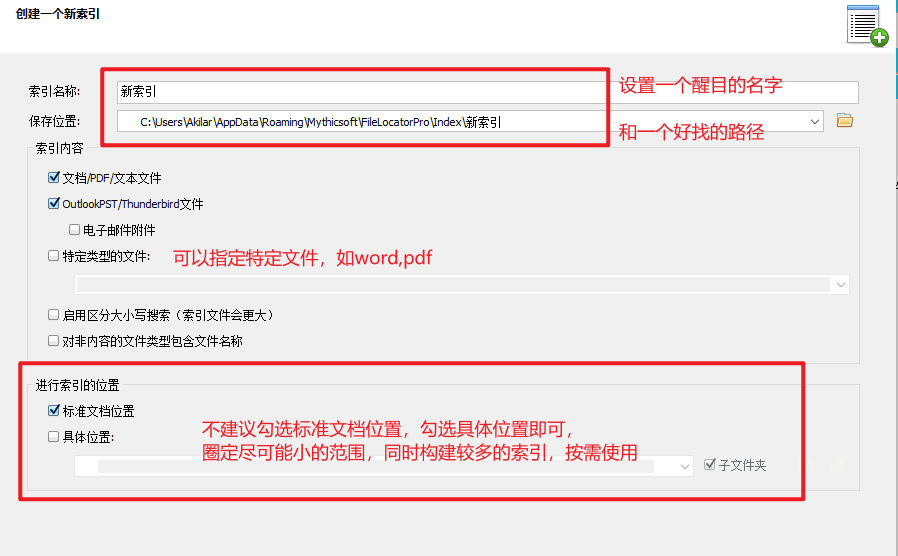 创建一个新索引
索引名称:
新索引
设置一个醒目的名字
保存位置:
C:\Users\Akilar\AppData\Roaming\Mythicsoft\FileLocatorPro\Index\新索引
和一个好找的路径
索引内容
文档/PDF/文本文件
OutlookPST/Thunderbird文件
电子邮件附件
特定类型的文件:
可以指定特定文件，如word,pdf
启用区分大小写搜索（索引文件会更大）
对非内容的文件类型包含文件名称
进行索引的位置
标准文档位置
具体位置:
不建议勾选标准文档位置，勾选具体位置即可，
圈定尽可能小的范围，同时构建较多的索引，按需使用
子文件夹